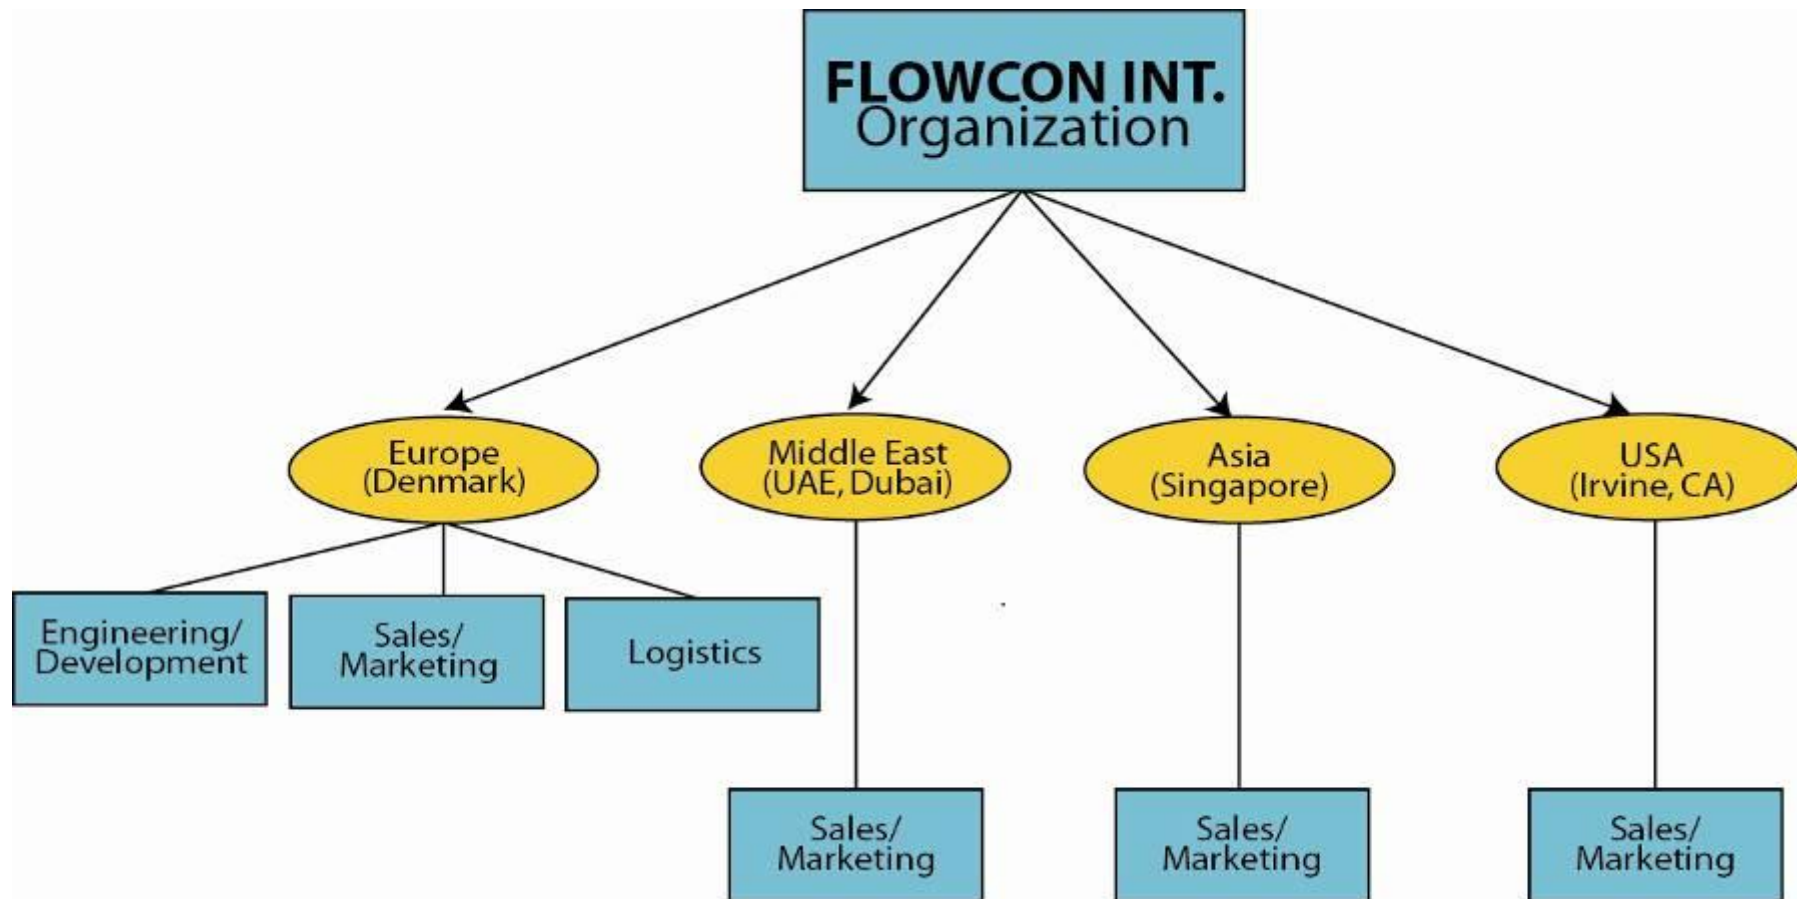 FLOWCON INT.
Organization
Europe
(Denmark)
Middle East
(UAE, Dubai)
Asia
(Singapore)
USA
(Irvine, CA)
Engineering/
Development
Sales/
Marketing
Logistics
Sales/
Marketing
Sales/
Marketing
Sales/
Marketing